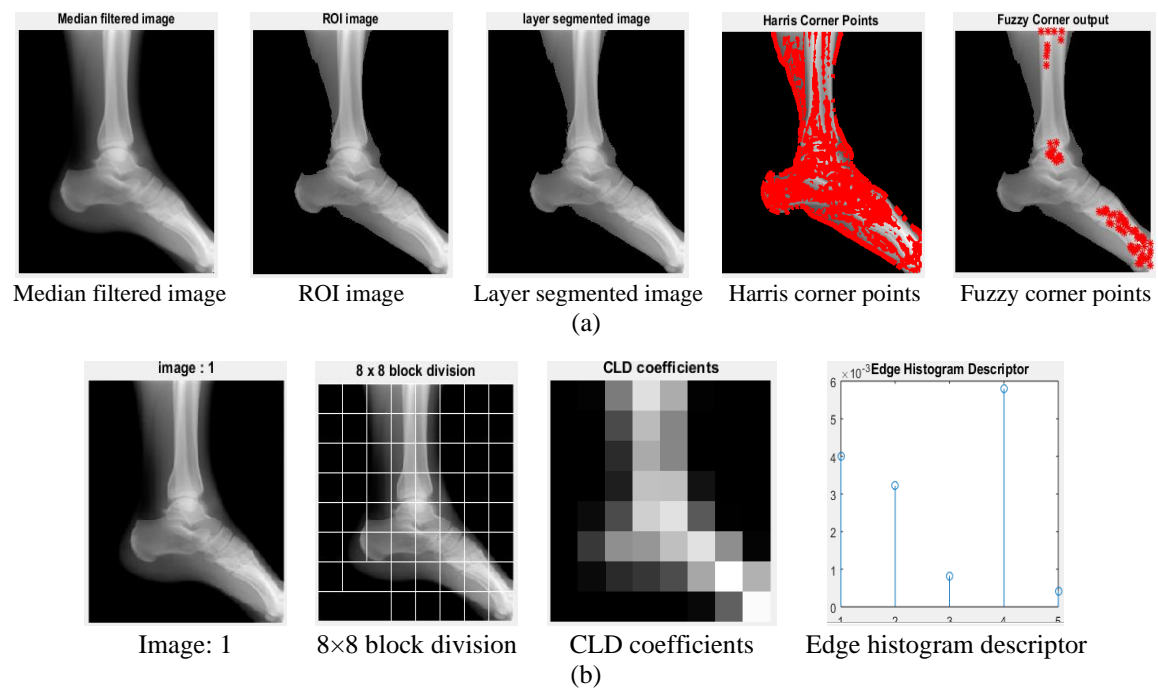 Median filtered image ROI image layer segmented image Harris Corner Points Fuzzy Corner output
Median filtered image ROI image Layer segmented image Harris corner points Fuzzy corner points
(a)
image : 1 8 x 8 block division CLD coefficients ×10⁻³ Edge Histogram Descriptor
6
5
4
3
2
1
0
1 2 3 4 5
Image: 1 8×8 block division CLD coefficients Edge histogram descriptor
(b)